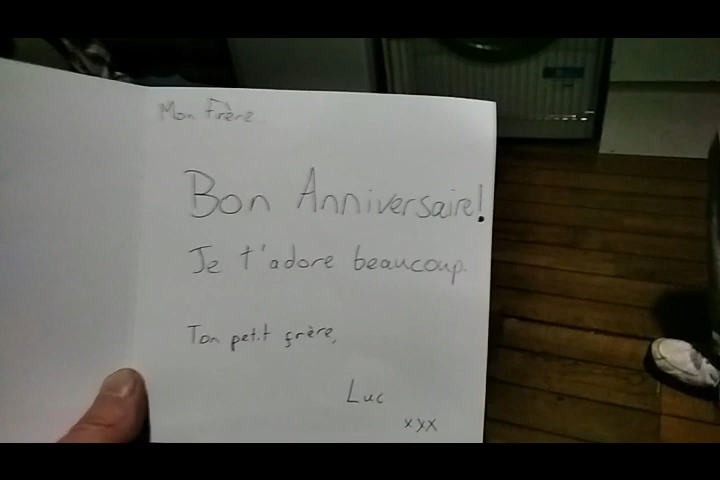 Mon Frère
Bon Anniversaire!
Je t'adore beaucoup.
Ton petit frère,
Luc
xxx